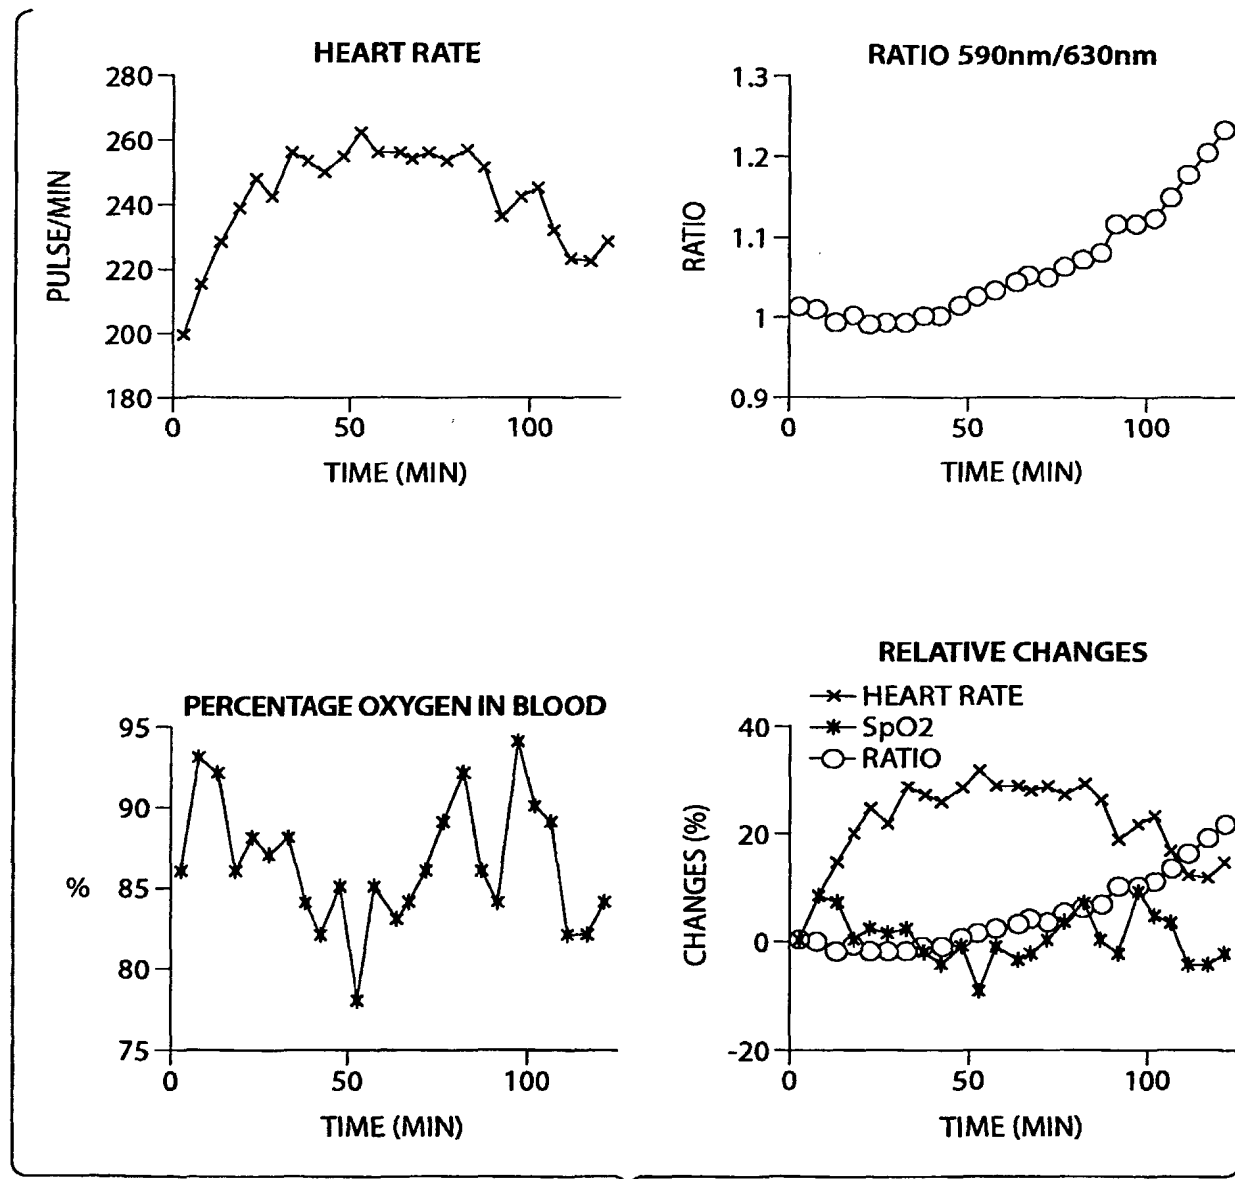 HEART RATE
280
260
240
220
200
180
PULSE/MIN
0
50
100
TIME (MIN)
RATIO 590nm/630nm
1.3
1.2
1.1
1
0.9
RATIO
0
50
100
TIME (MIN)
PERCENTAGE OXYGEN IN BLOOD
95
90
85
80
75
%
0
50
100
TIME (MIN)
RELATIVE CHANGES
HEART RATE
SpO2
RATIO
40
20
0
-20
CHANGES (%)
0
50
100
TIME (MIN)